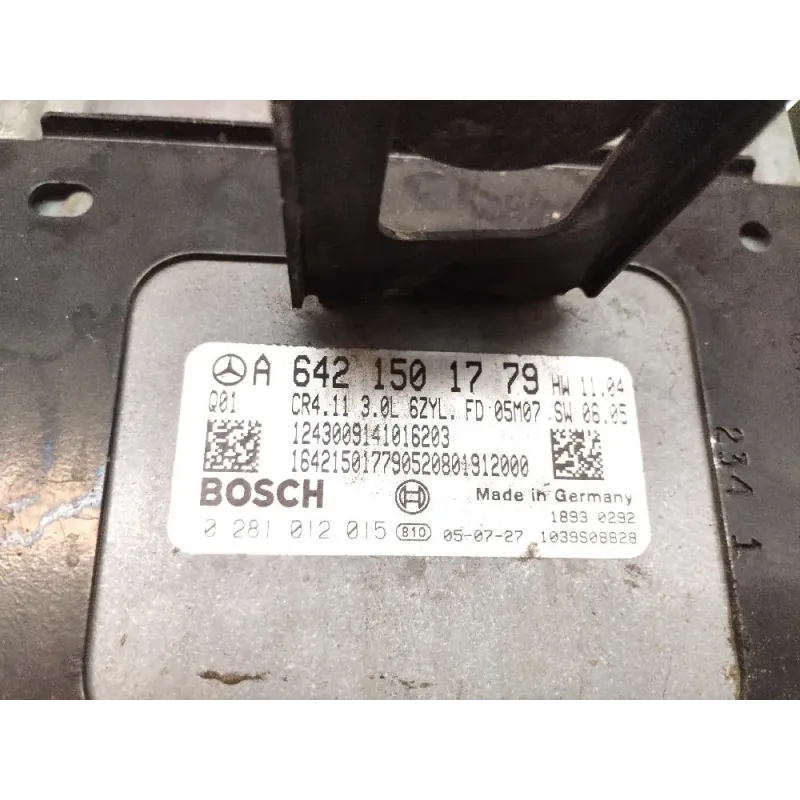 A 642 150 17 79 HW 11.04
Q01 CR4.11 3.0L 6ZYL. FD 05M07 SW 06.05
1243009141016203
164215017790520801912000
BOSCH Made in Germany
1893 0292
0 281 012 015 810 05-07-27 1039S08828
234 1